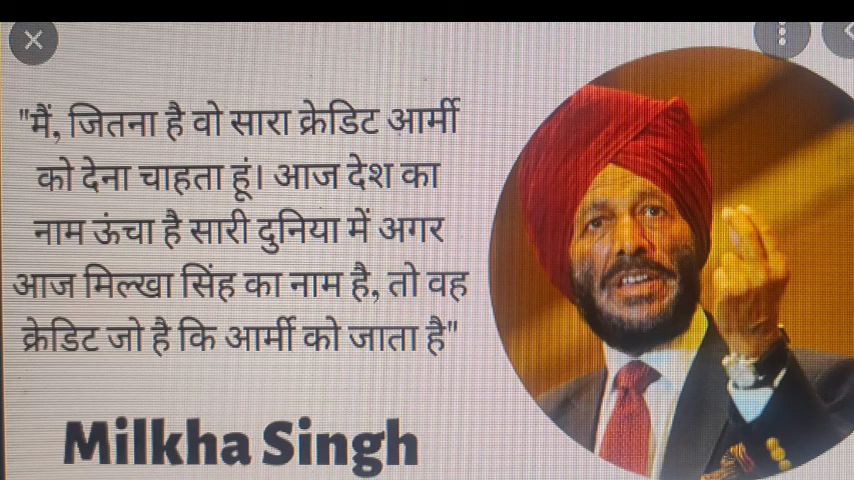 "मैं, जितना है वो सारा क्रेडिट आर्मी
को देना चाहता हूं। आज देश का
नाम ऊंचा है सारी दुनिया में अगर
आज मिल्खा सिंह का नाम है, तो वह
क्रेडिट जो है कि आर्मी को जाता है"
Milkha Singh